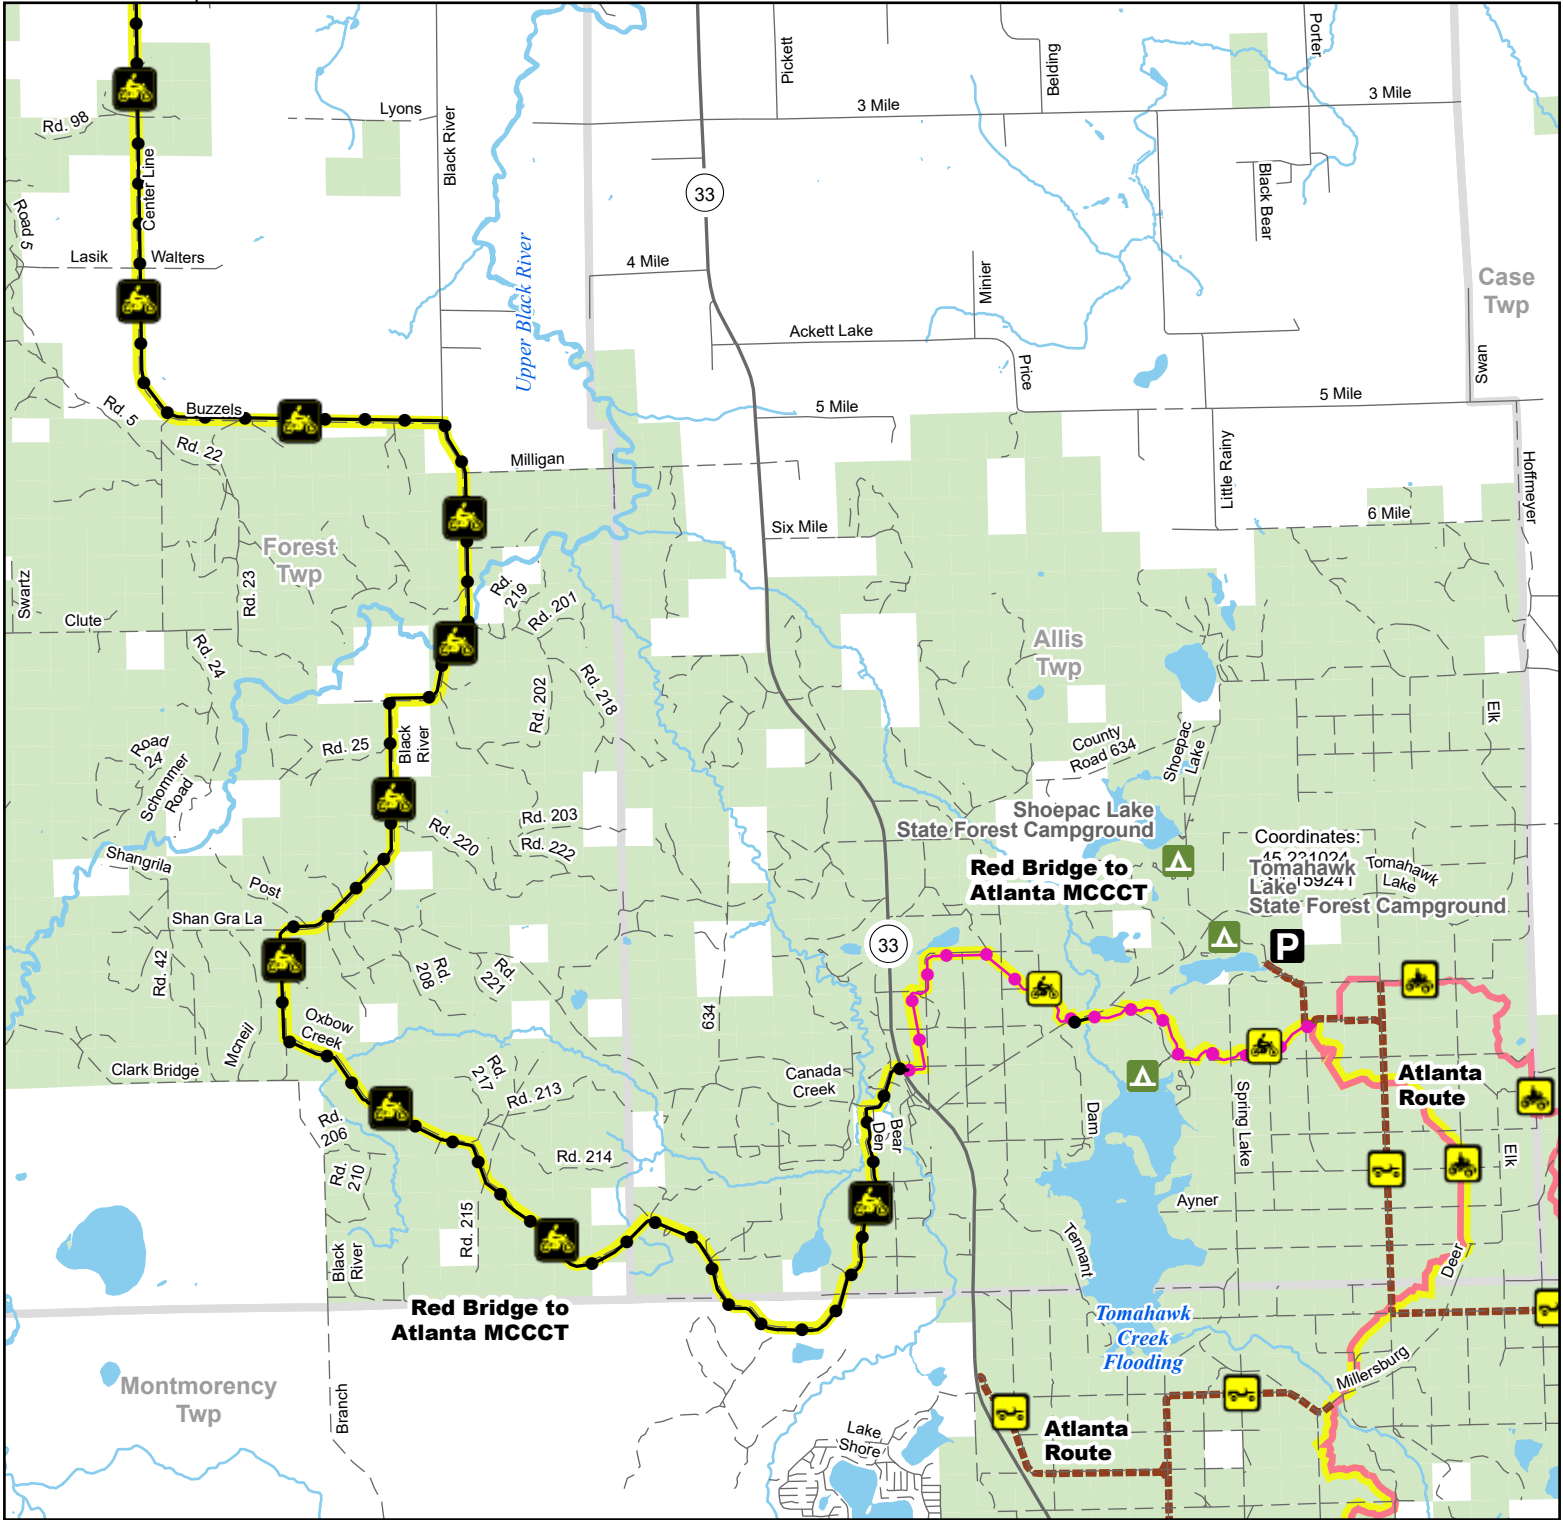 Pickett
Belding
Porter
3 Mile
3 Mile
Lyons
Rd. 98
Black River
Center Line
33
Black Bear
Road 5
Lasik
Walters
Upper Black River
4 Mile
Minier
Case
Twp
Ackett Lake
Price
Swan
5 Mile
5 Mile
Rd. 5
Buzzels
Rd. 22
Milligan
Little Rainy
Hoffmeyer
6 Mile
Six Mile
Forest
Twp
Swartz
Rd. 23
Rd.
219
Rd. 201
Clute
Rd. 24
Allis
Twp
Rd. 202
Rd. 218
Elk
Road
24
Schommer
Road
Rd. 25
Black
River
County
Road 634
Shoepac
Lake
Rd. 203
Rd. 220
Rd. 222
Shoepac Lake
State Forest Campground
Coordinates:
45.221024
159241
Tomahawk
Lake
State Forest Campground
Tomahawk
Lake
Red Bridge to
Atlanta MCCCT
Shangrila
Post
Shan Gra La
33
P
Rd. 42
Rd.
208
Rd.
221
634
Oxbow
Creek
Mcneil
Clark Bridge
Rd.
217
Rd. 213
Canada
Creek
Atlanta
Route
Rd.
206
Bear
Den
Dam
Spring Lake
Rd. 214
Rd.
210
Elk
Ayner
Rd. 215
Black
River
Tennant
Deer
Red Bridge to
Atlanta MCCCT
Tomahawk
Creek
Flooding
Millersburg
Montmorency
Twp
Branch
Lake
Shore
Atlanta
Route